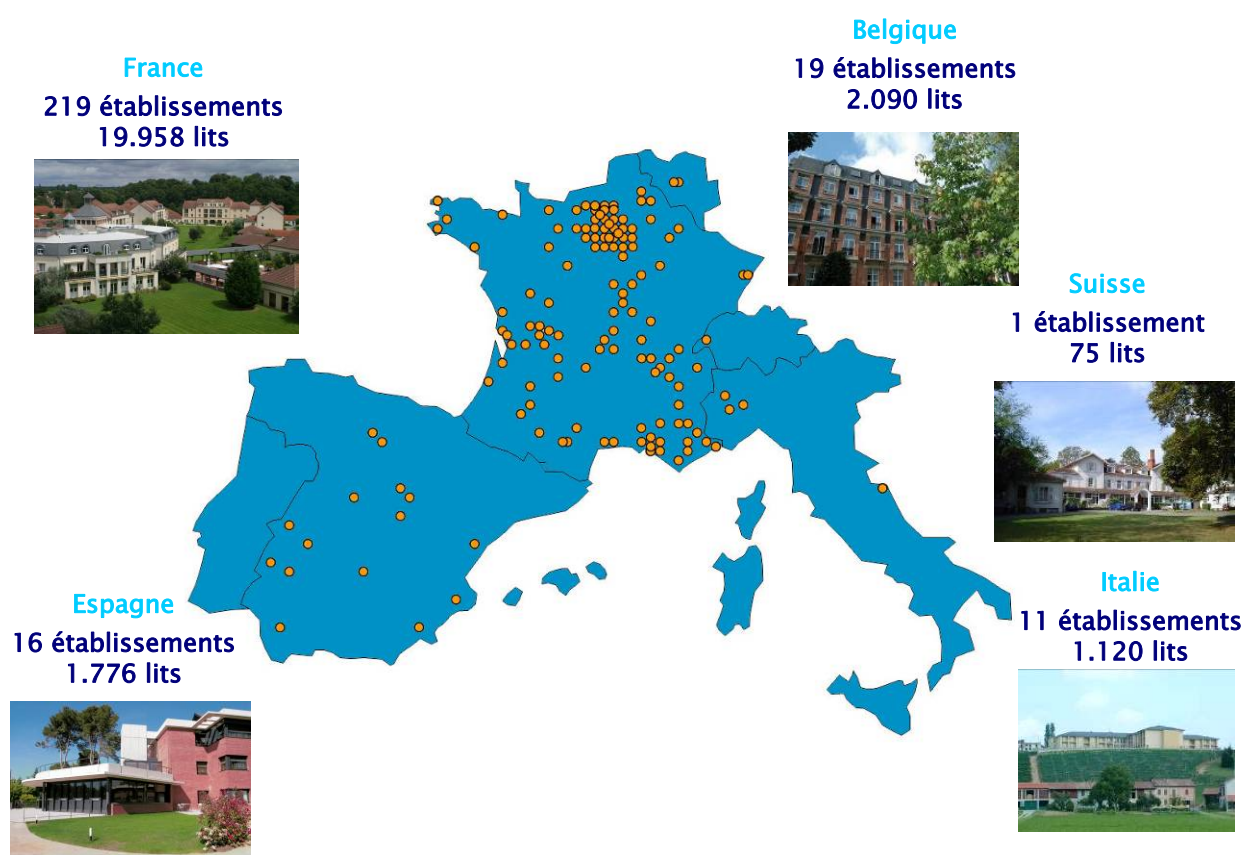 France
219 établissements
19.958 lits
Belgique
19 établissements
2.090 lits
Suisse
1 établissement
75 lits
Espagne
16 établissements
1.776 lits
Italie
11 établissements
1.120 lits